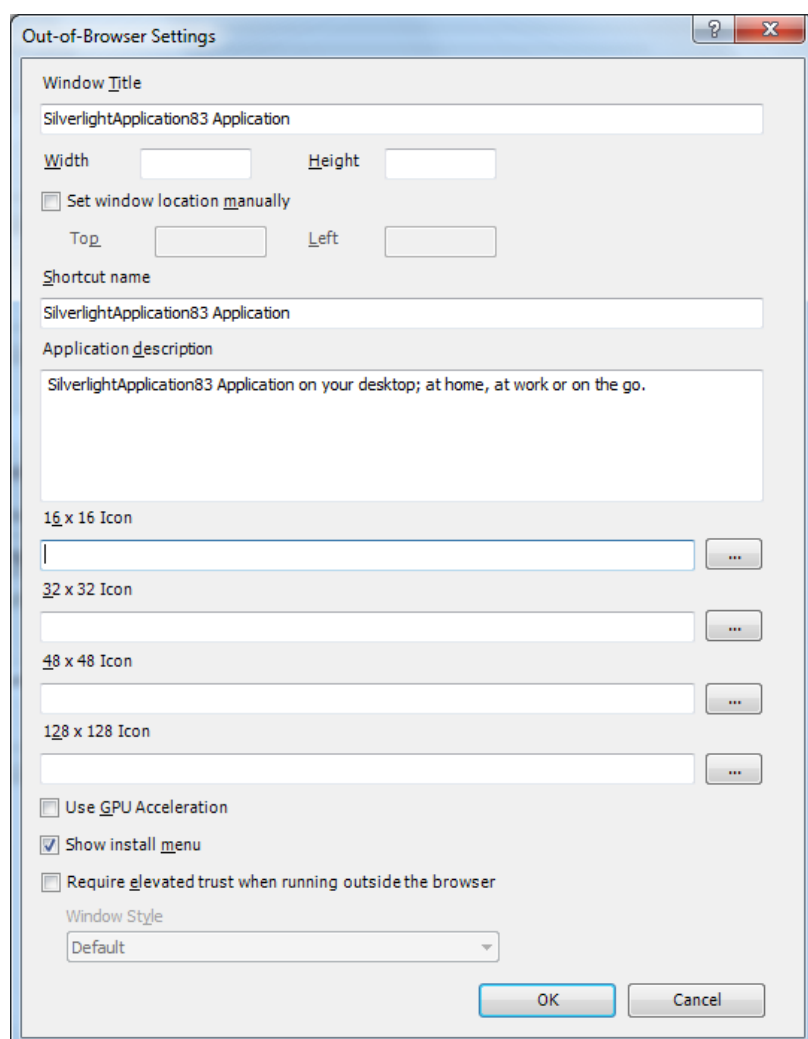 Out-of-Browser Settings
Window Title
SilverlightApplication83 Application
Width Height
Set window location manually
Top Left
Shortcut name
SilverlightApplication83 Application
Application description
SilverlightApplication83 Application on your desktop; at home, at work or on the go.
16 x 16 Icon
...
32 x 32 Icon
...
48 x 48 Icon
...
128 x 128 Icon
...
Use GPU Acceleration
Show install menu
Require elevated trust when running outside the browser
Window Style
Default
OK Cancel